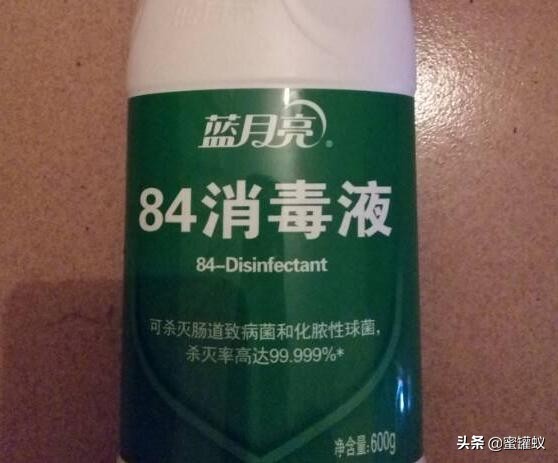 蓝月亮®
84消毒液
84-Disinfectant
可杀灭肠道致病菌和化脓性球菌，
杀灭率高达99.999%*
净含量:600g
头条 @蜜罐蚁